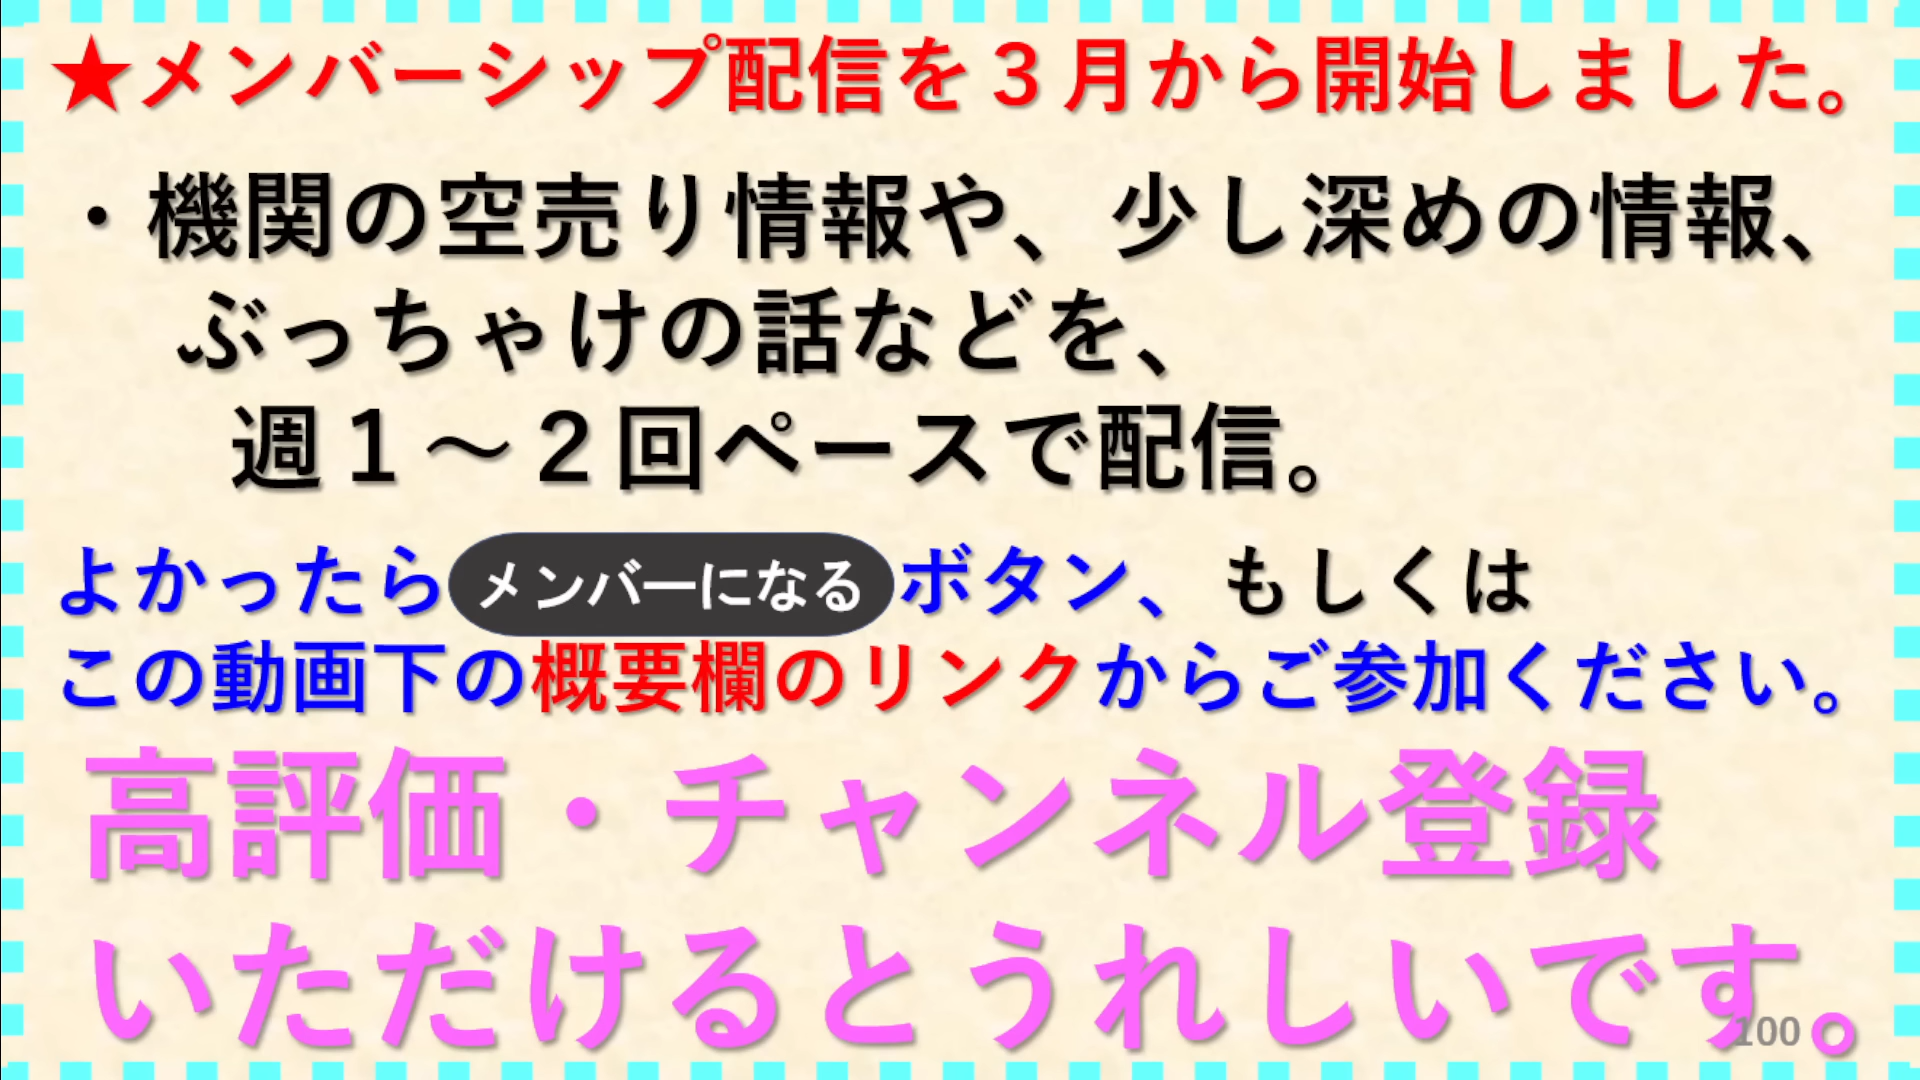 ★メンバーシップ配信を３月から開始しました。
・機関の空売り情報や、少し深めの情報、
ぶっちゃけの話などを、
週１～２回ペースで配信。
よかったらメンバーになるボタン、もしくは
この動画下の概要欄のリンクからご参加ください。
高評価・チャンネル登録
いただけるとうれしいです。
100